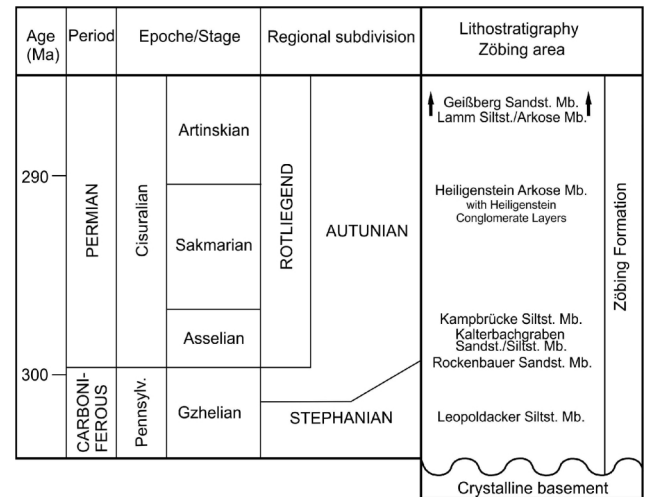 Age
(Ma)
Period
Epoche/Stage
Regional subdivision
Lithostratigraphy
Zöbing area
290
300
PERMIAN
CARBONI-
FEROUS
Cisuralian
Pennsylv.
Artinskian
Sakmarian
Asselian
Gzhelian
ROTLIEGEND
AUTUNIAN
STEPHANIAN
Geißberg Sandst. Mb.
Lamm Siltst./Arkose Mb.
Heiligenstein Arkose Mb.
with Heiligenstein
Conglomerate Layers
Kampbrücke Siltst. Mb.
Kalterbachgraben
Sandst./Siltst. Mb.
Rockenbauer Sandst. Mb.
Leopoldacker Siltst. Mb.
Zöbing Formation
Crystalline basement